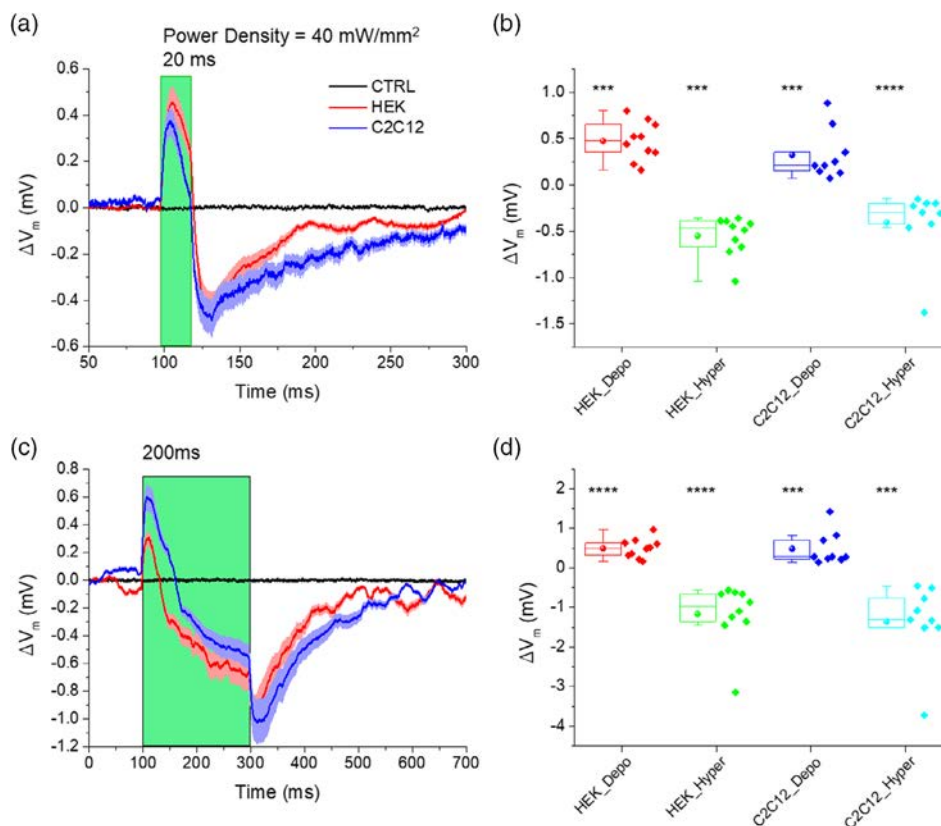 (a)
Power Density = 40 mW/mm²
20 ms
CTRL
HEK
C2C12
0.6
0.4
0.2
0.0
-0.2
-0.4
-0.6
ΔVm (mV)
50 100 150 200 250 300
Time (ms)
(b)
*** *** *** ****
1.0
0.5
0.0
-0.5
-1.0
-1.5
ΔVm (mV)
HEK_Depo
HEK_Hyper
C2C12_Depo
C2C12_Hyper
(c)
200ms
0.8
0.6
0.4
0.2
0.0
-0.2
-0.4
-0.6
-0.8
-1.0
-1.2
ΔVm (mV)
0 100 200 300 400 500 600 700
Time (ms)
(d)
**** **** *** ***
2
1
0
-1
-2
-3
-4
ΔVm (mV)
HEK_Depo
HEK_Hyper
C2C12_Depo
C2C12_Hyper